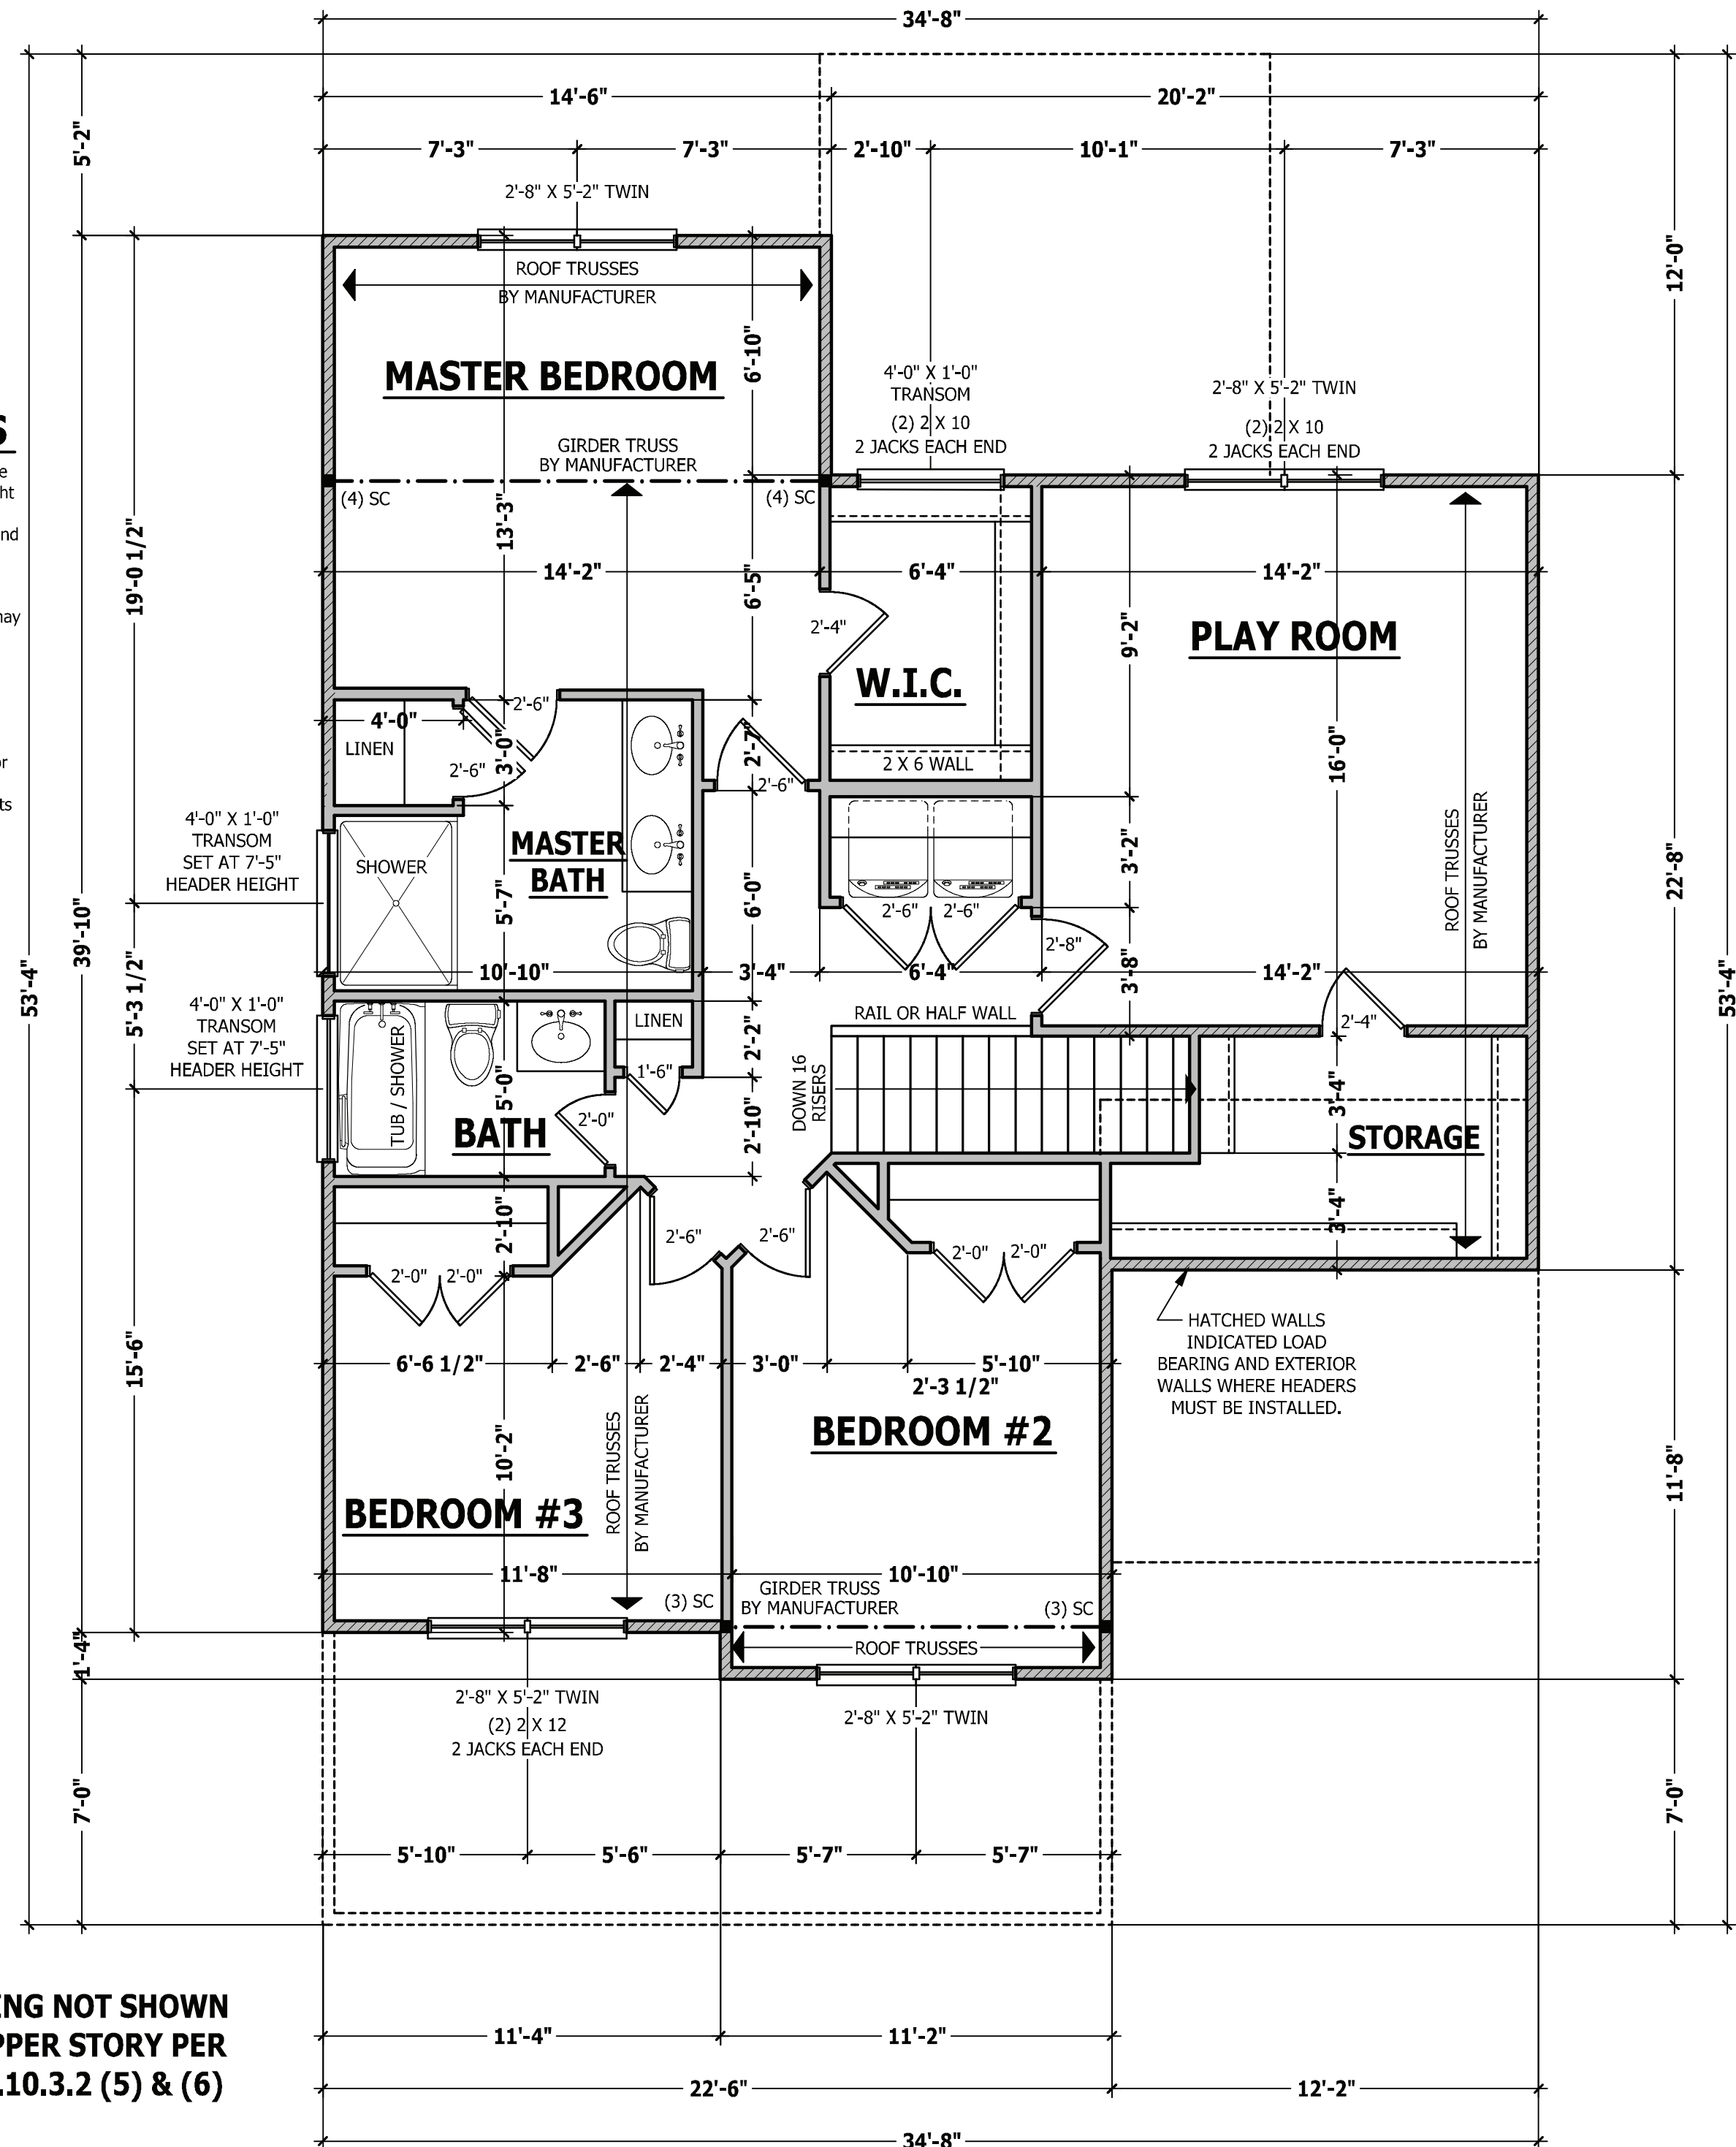 34'-8"
14'-6"
20'-2"
7'-3"
7'-3"
2'-10"
10'-1"
7'-3"
5'-2"
12'-0"
2'-8" X 5'-2" TWIN
ROOF TRUSSES
BY MANUFACTURER
MASTER BEDROOM
6'-10"
4'-0" X 1'-0"
TRANSOM
(2) 2 X 10
2 JACKS EACH END
2'-8" X 5'-2" TWIN
(2) 2 X 10
2 JACKS EACH END
GIRDER TRUSS
BY MANUFACTURER
(4) SC
(4) SC
S
e
ht
nd
may
or
ts
13'-3"
19'-0 1/2"
14'-2"
6'-5"
6'-4"
14'-2"
2'-4"
9'-2"
PLAY ROOM
W.I.C.
16'-0"
2'-6"
4'-0"
LINEN
2'-6"
3'-0"
2'-7"
2'-6"
2 X 6 WALL
4'-0" X 1'-0"
TRANSOM
SET AT 7'-5"
HEADER HEIGHT
SHOWER
MASTER
BATH
5'-7"
6'-0"
3'-2"
2'-6"
2'-6"
ROOF TRUSSES
BY MANUFACTURER
22'-8"
53'-4"
39'-10"
5'-3 1/2"
53'-4"
10'-10"
3'-4"
6'-4"
2'-8"
3'-8"
14'-2"
4'-0" X 1'-0"
TRANSOM
SET AT 7'-5"
HEADER HEIGHT
TUB / SHOWER
LINEN
2'-2"
RAIL OR HALF WALL
2'-4"
1'-6"
5'-0"
2'-0"
BATH
2'-10"
DOWN 16
RISERS
3'-4"
STORAGE
3'-4"
2'-10"
2'-6"
2'-6"
2'-0"
2'-0"
2'-0"
2'-0"
15'-6"
HATCHED WALLS
INDICATED LOAD
BEARING AND EXTERIOR
WALLS WHERE HEADERS
MUST BE INSTALLED.
6'-6 1/2"
2'-6"
2'-4"
3'-0"
5'-10"
2'-3 1/2"
BEDROOM #2
10'-2"
ROOF TRUSSES
BY MANUFACTURER
BEDROOM #3
11'-8"
11'-8"
10'-10"
(3) SC
GIRDER TRUSS
BY MANUFACTURER
(3) SC
ROOF TRUSSES
1'-4"
2'-8" X 5'-2" TWIN
(2) 2 X 12
2 JACKS EACH END
2'-8" X 5'-2" TWIN
7'-0"
7'-0"
5'-10"
5'-6"
5'-7"
5'-7"
ING NOT SHOWN
PPER STORY PER
.10.3.2 (5) & (6)
11'-4"
11'-2"
22'-6"
12'-2"
34'-8"